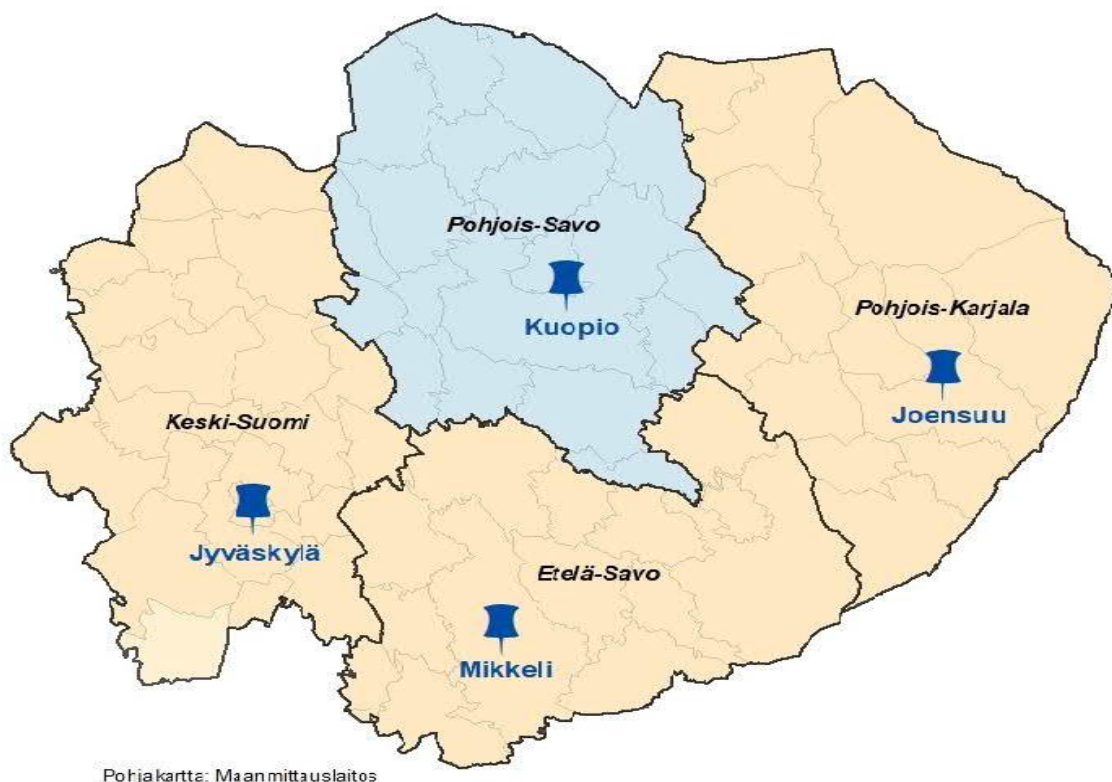 Pohjois-Savo
Kuopio
Pohjois-Karjala
Joensuu
Keski-Suomi
Jyväskylä
Etelä-Savo
Mikkeli
Pohjakartta: Maanmittauslaitos